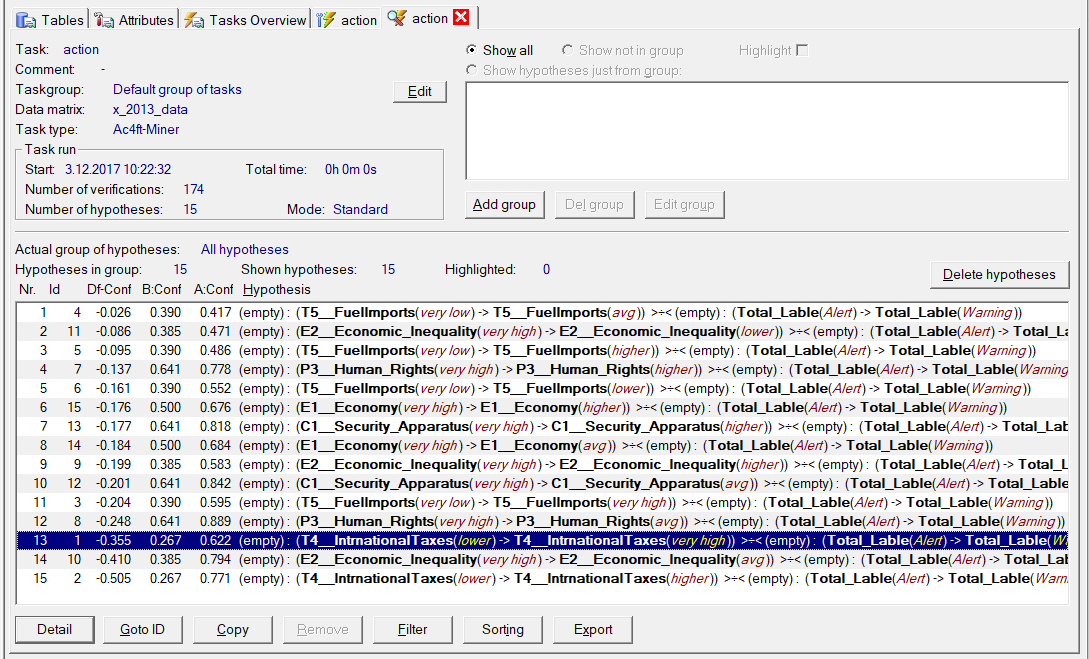 Tables Attributes Tasks Overview action action
Task: action
Comment: -
Taskgroup: Default group of tasks
Data matrix: x_2013_data
Task type: Ac4ft-Miner
Edit
Task run
Start: 3.12.2017 10:22:32 Total time: 0h 0m 0s
Number of verifications: 174
Number of hypotheses: 15 Mode: Standard
Show all Show not in group Highlight
Show hypotheses just from group:
Add group Del group Edit group
Actual group of hypotheses: All hypotheses
Hypotheses in group: 15 Shown hypotheses: 15 Highlighted: 0
Delete hypotheses
Nr. Id Df-Conf B:Conf A:Conf Hypothesis
1 4 -0.026 0.390 0.417 (empty) : (T5__FuelImports(very low) -> T5__FuelImports(avg)) >÷< (empty) : (Total_Lable(Alert) -> Total_Lable(Warning))
2 11 -0.086 0.385 0.471 (empty) : (E2__Economic_Inequality(very high) -> E2__Economic_Inequality(lower)) >÷< (empty) : (Total_Lable(Alert) -> Total_La
3 5 -0.095 0.390 0.486 (empty) : (T5__FuelImports(very low) -> T5__FuelImports(higher)) >÷< (empty) : (Total_Lable(Alert) -> Total_Lable(Warning))
4 7 -0.137 0.641 0.778 (empty) : (P3__Human_Rights(very high) -> P3__Human_Rights(higher)) >÷< (empty) : (Total_Lable(Alert) -> Total_Lable(Warning
5 6 -0.161 0.390 0.552 (empty) : (T5__FuelImports(very low) -> T5__FuelImports(lower)) >÷< (empty) : (Total_Lable(Alert) -> Total_Lable(Warning))
6 15 -0.176 0.500 0.676 (empty) : (E1__Economy(very high) -> E1__Economy(higher)) >÷< (empty) : (Total_Lable(Alert) -> Total_Lable(Warning))
7 13 -0.177 0.641 0.818 (empty) : (C1__Security_Apparatus(very high) -> C1__Security_Apparatus(higher)) >÷< (empty) : (Total_Lable(Alert) -> Total_Lab
8 14 -0.184 0.500 0.684 (empty) : (E1__Economy(very high) -> E1__Economy(avg)) >÷< (empty) : (Total_Lable(Alert) -> Total_Lable(Warning))
9 9 -0.199 0.385 0.583 (empty) : (E2__Economic_Inequality(very high) -> E2__Economic_Inequality(higher)) >÷< (empty) : (Total_Lable(Alert) -> Total_L
10 12 -0.201 0.641 0.842 (empty) : (C1__Security_Apparatus(very high) -> C1__Security_Apparatus(avg)) >÷< (empty) : (Total_Lable(Alert) -> Total_Lable
11 3 -0.204 0.390 0.595 (empty) : (T5__FuelImports(very low) -> T5__FuelImports(very high)) >÷< (empty) : (Total_Lable(Alert) -> Total_Lable(Warning))
12 8 -0.248 0.641 0.889 (empty) : (P3__Human_Rights(very high) -> P3__Human_Rights(avg)) >÷< (empty) : (Total_Lable(Alert) -> Total_Lable(Warning))
13 1 -0.355 0.267 0.622 (empty) : (T4__IntrnationalTaxes(lower) -> T4__IntrnationalTaxes(very high)) >÷< (empty) : (Total_Lable(Alert) -> Total_Lable(W
14 10 -0.410 0.385 0.794 (empty) : (E2__Economic_Inequality(very high) -> E2__Economic_Inequality(avg)) >÷< (empty) : (Total_Lable(Alert) -> Total_Lab
15 2 -0.505 0.267 0.771 (empty) : (T4__IntrnationalTaxes(lower) -> T4__IntrnationalTaxes(higher)) >÷< (empty) : (Total_Lable(Alert) -> Total_Lable(Warn
Detail Goto ID Copy Remove Filter Sorting Export